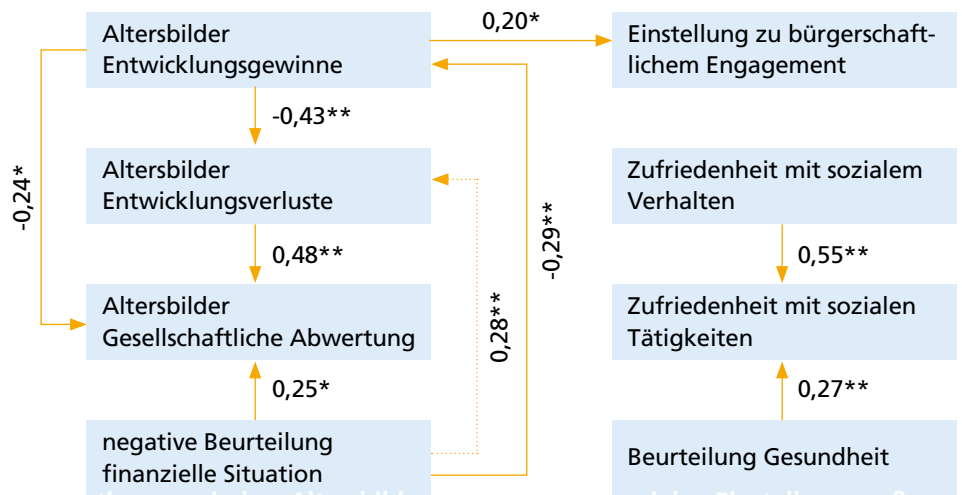 Altersbilder
Entwicklungsgewinne
0,20*
Einstellung zu bürgerschaft-
lichem Engagement
-0,43**
-0,24*
Altersbilder
Entwicklungsverluste
Zufriedenheit mit sozialem
Verhalten
0,48**
-0,29**
0,55**
Altersbilder
Gesellschaftliche Abwertung
0,28**
Zufriedenheit mit sozialen
Tätigkeiten
0,25*
0,27**
negative Beurteilung
finanzielle Situation
Beurteilung Gesundheit